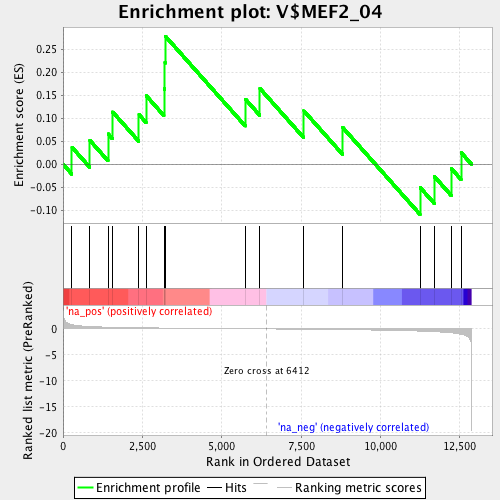 Enrichment plot: V$MEF2_04
Enrichment score (ES)
0.25
0.20
0.15
0.10
0.05
0.00
-0.05
-0.10
'na_pos' (positively correlated)
Ranked list metric (PreRanked)
0
-5
-10
-15
-20
Zero cross at 6412
'na_neg' (negatively correlated)
0 2,500 5,000 7,500 10,000 12,500
Rank in Ordered Dataset
Enrichment profile Hits Ranking metric scores